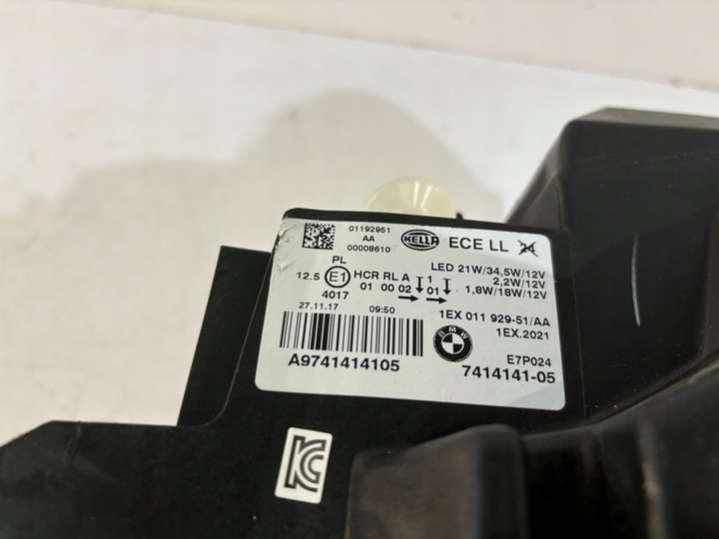 01192951
AA
00008610
HELLA ECE LL
PL
12.5 E1 HCR RL A 1
01 00 02 01
4017
LED 21W/34,5W/12V
2,2W/12V
1,8W/18W/12V
27.11.17 09:50
1EX 011 929-51/AA
1EX.2021
BMW
E7P024
A9741414105
7414141-05
KC